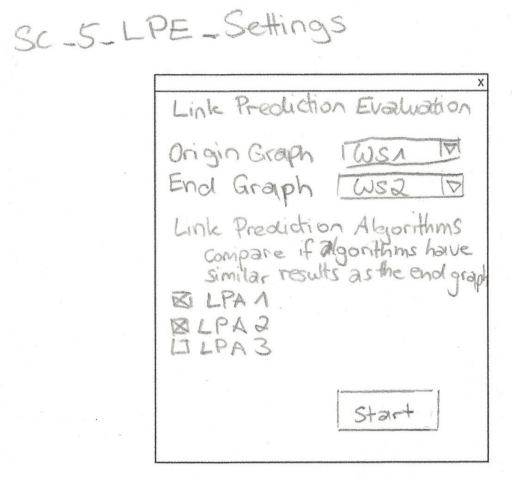 Sc_5_LPE_Settings
x
Link Prediction Evaluation
Origin Graph WS1
End Graph WS2
Link Prediction Algorithms
compare if algorithms have
similar results as the end graph
LPA 1
LPA 2
LPA 3
Start